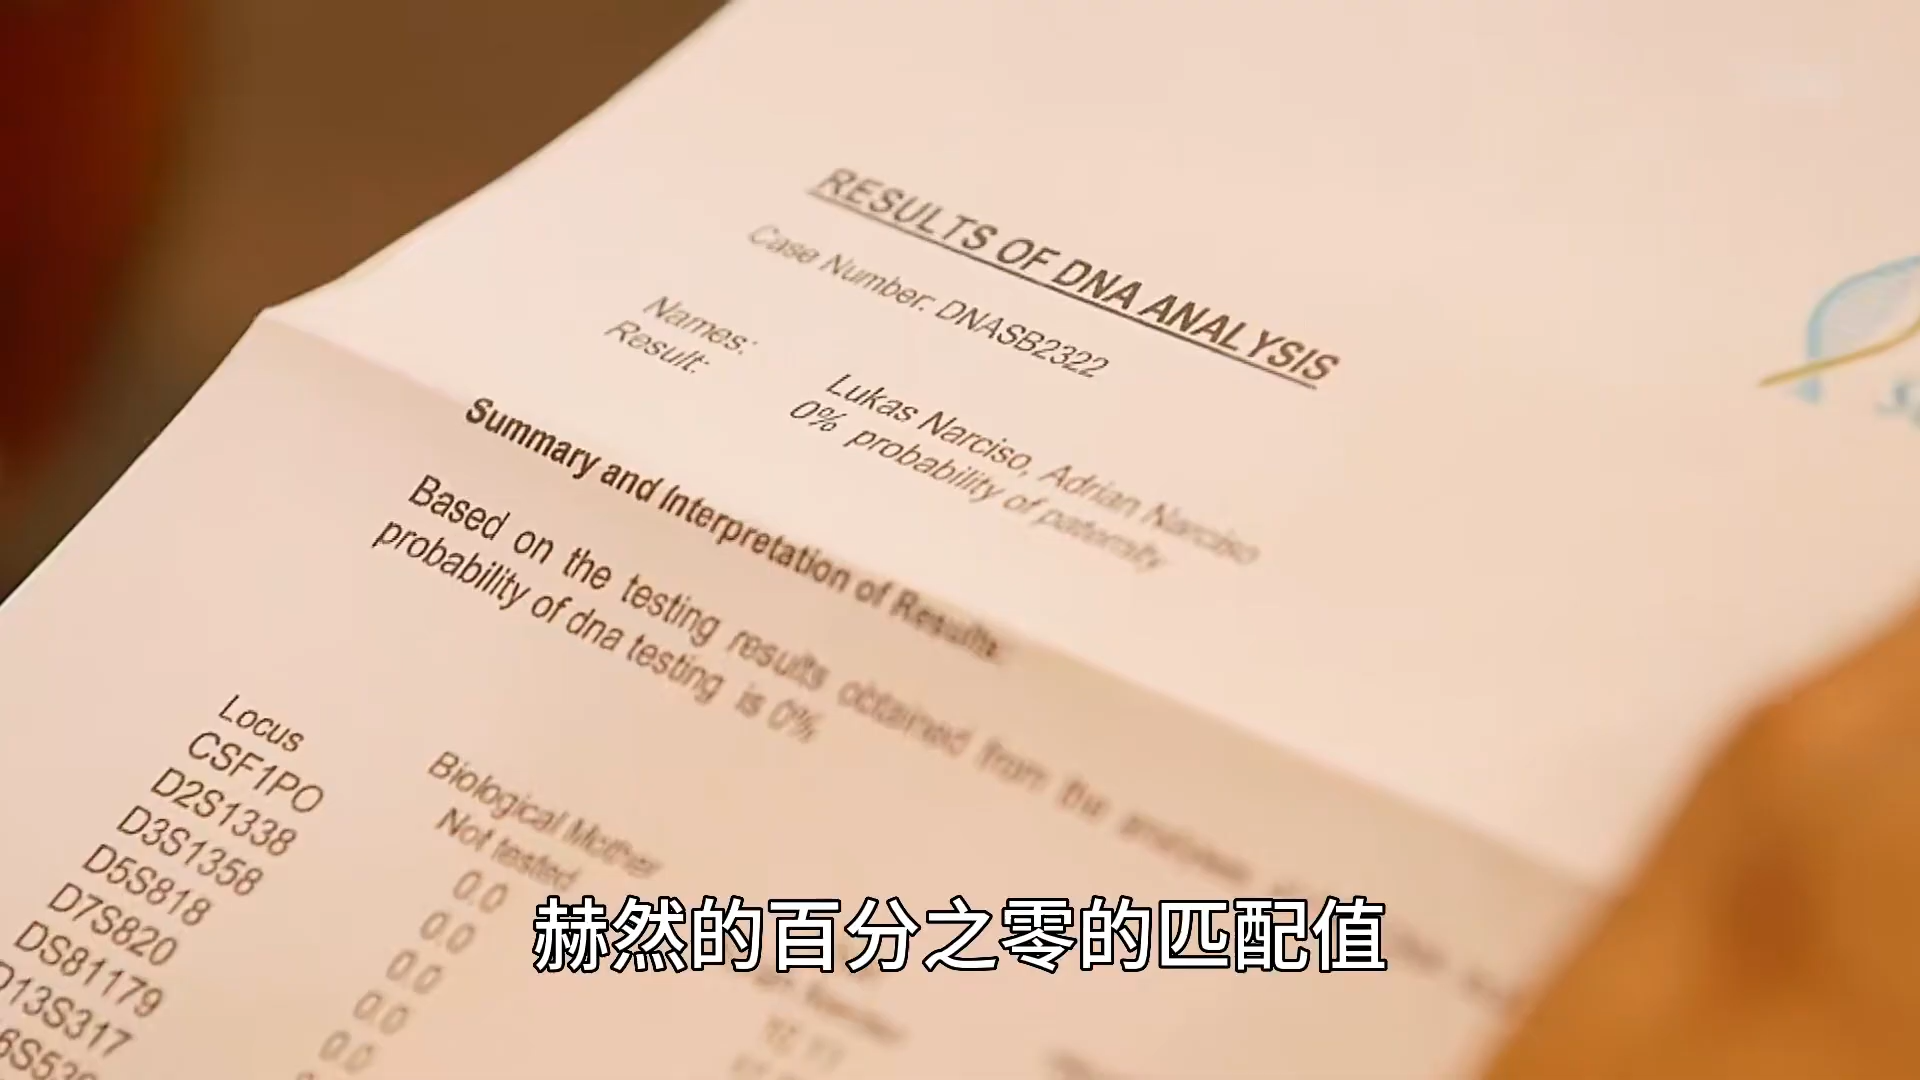 RESULTS OF DNA ANALYSIS
Case Number: DNASB2322
Names: Lukas Narciso, Adrian Narciso
Result: 0% probability of paternity
Summary and Interpretation of Results:
Based on the testing results obtained from the analyses
probability of dna testing is 0%
Locus Biological Mother
CSF1PO Not tested
D2S1338 0.0
D3S1358 0.0
D5S818 0.0
D7S820 0.0
DS81179 0.0
D13S317
6S53
赫然的百分之零的匹配值